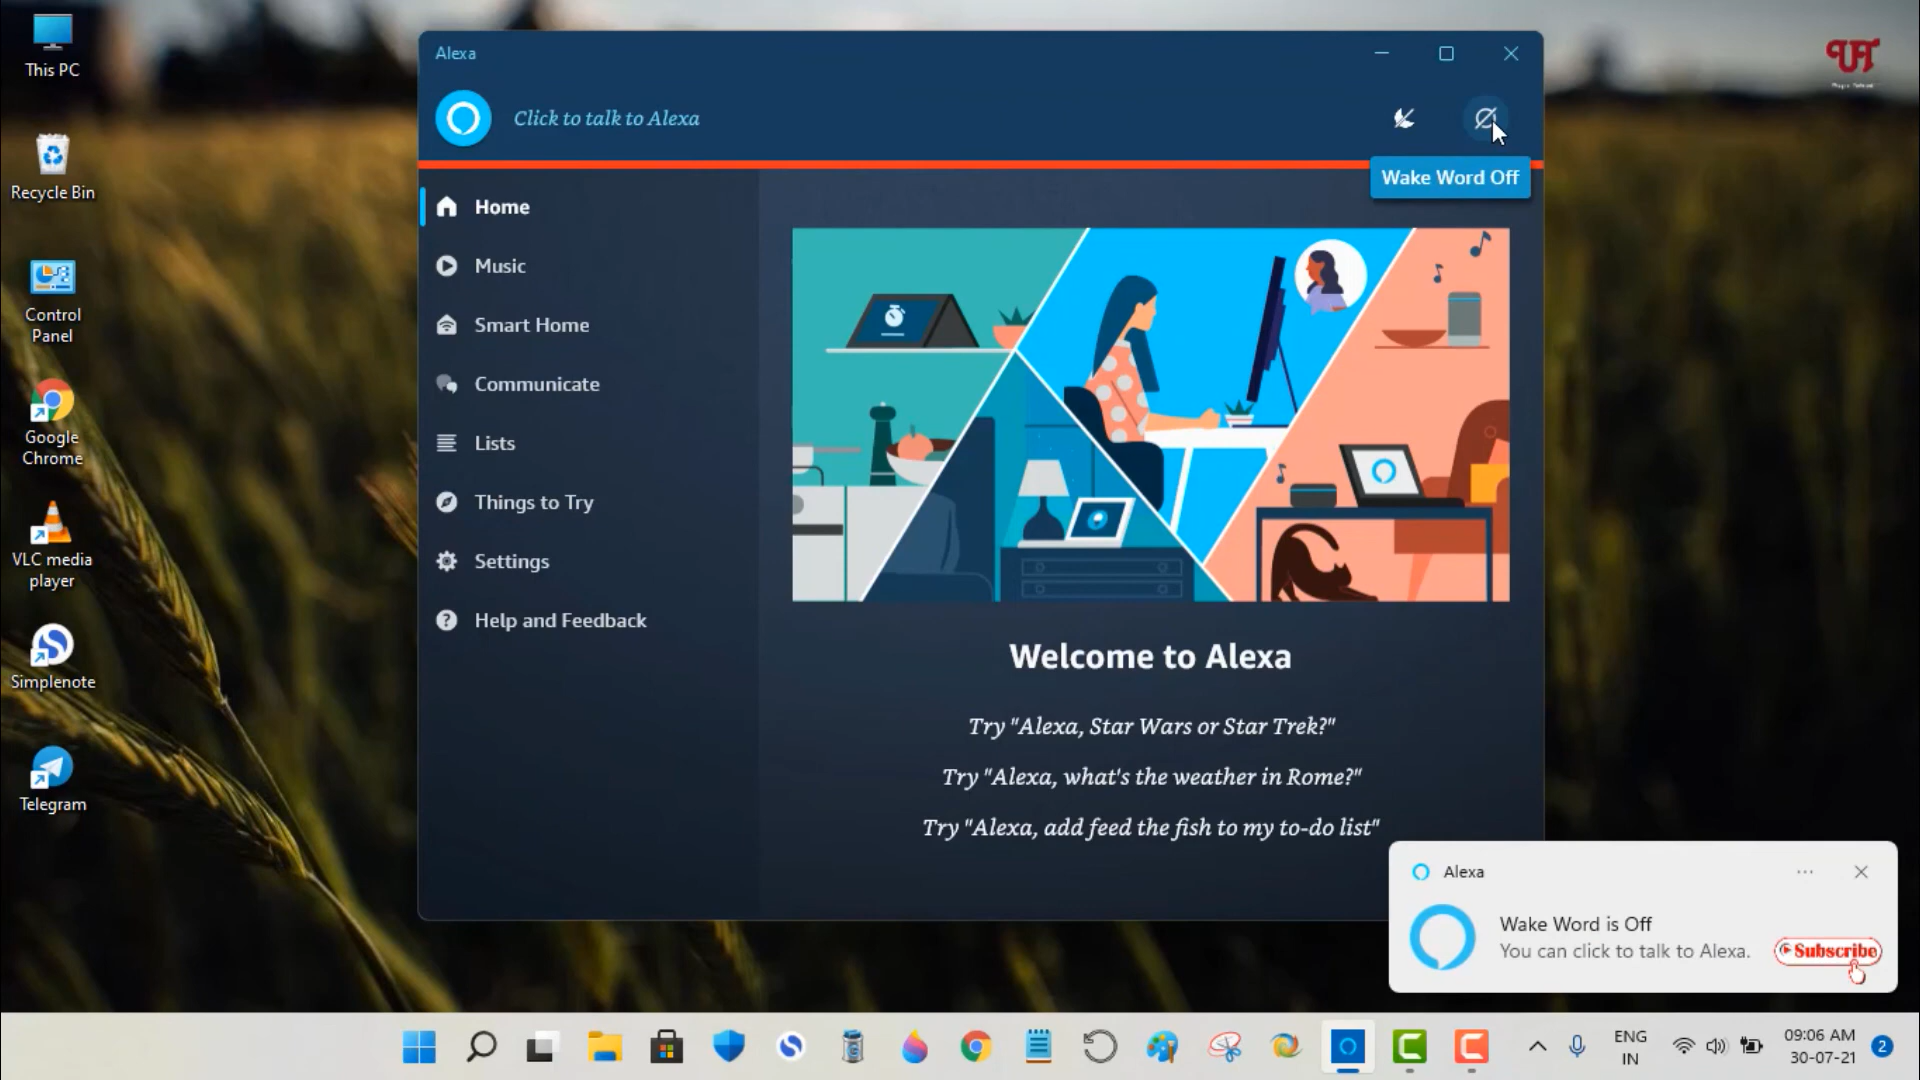 This PC
Recycle Bin
Control
Panel
Google
Chrome
VLC media
player
Simplenote
Telegram
Alexa
Click to talk to Alexa
Wake Word Off
Home
Music
Smart Home
Communicate
Lists
Things to Try
Settings
Help and Feedback
Welcome to Alexa
Try "Alexa, Star Wars or Star Trek?"
Try "Alexa, what's the weather in Rome?"
Try "Alexa, add feed the fish to my to-do list"
Alexa
Wake Word is Off
You can click to talk to Alexa.
Subscribe
ENG
IN
09:06 AM
30-07-21
2